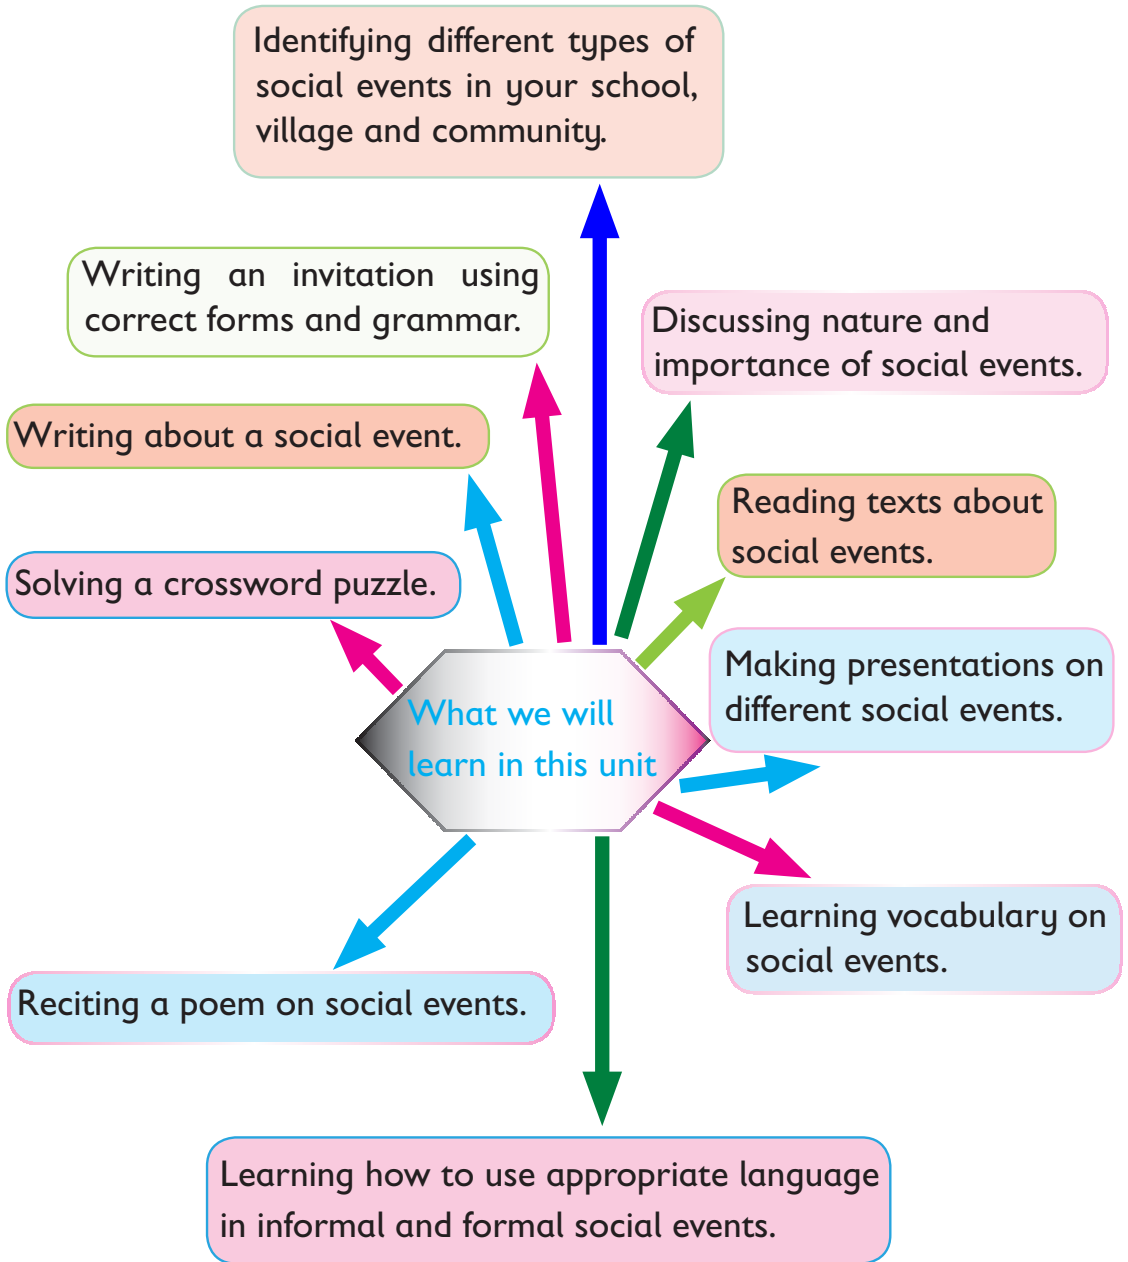 Identifying different types of
social events in your school,
village and community.
Writing an invitation using
correct forms and grammar.
Discussing nature and
importance of social events.
Writing about a social event.
Reading texts about
social events.
Solving a crossword puzzle.
Making presentations on
different social events.
What we will
learn in this unit
Learning vocabulary on
social events.
Reciting a poem on social events.
Learning how to use appropriate language
in informal and formal social events.